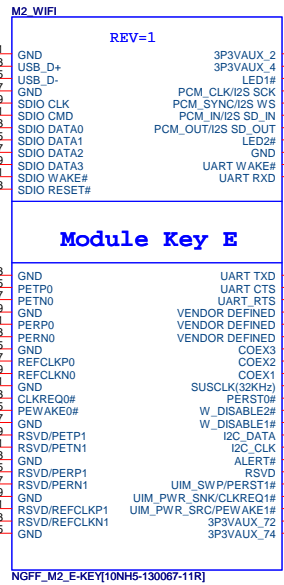 M2_WIFI
REV=1
GND 3P3VAUX_2
USB_D+ 3P3VAUX_4
USB_D- LED1#
GND PCM_CLK/I2S SCK
SDIO CLK PCM_SYNC/I2S WS
SDIO CMD PCM_IN/I2S SD_IN
SDIO DATA0 PCM_OUT/I2S SD_OUT
SDIO DATA1 LED2#
SDIO DATA2 GND
SDIO DATA3 UART WAKE#
SDIO WAKE# UART RXD
SDIO RESET#
Module Key E
GND UART TXD
PETP0 UART CTS
PETN0 UART_RTS
GND VENDOR DEFINED
PERP0 VENDOR DEFINED
PERN0 VENDOR DEFINED
GND COEX3
REFCLKP0 COEX2
REFCLKN0 COEX1
GND SUSCLK(32KHz)
CLKREQ0# PERST0#
PEWAKE0# W_DISABLE2#
GND W_DISABLE1#
RSVD/PETP1 I2C_DATA
RSVD/PETN1 I2C_CLK
GND ALERT#
RSVD/PERP1 RSVD
RSVD/PERN1 UIM_SWP/PERST1#
GND UIM_PWR_SNK/CLKREQ1#
RSVD/REFCLKP1 UIM_PWR_SRC/PEWAKE1#
RSVD/REFCLKN1 3P3VAUX_72
GND 3P3VAUX_74
NGFF_M2_E-KEY[10NH5-130067-11R]